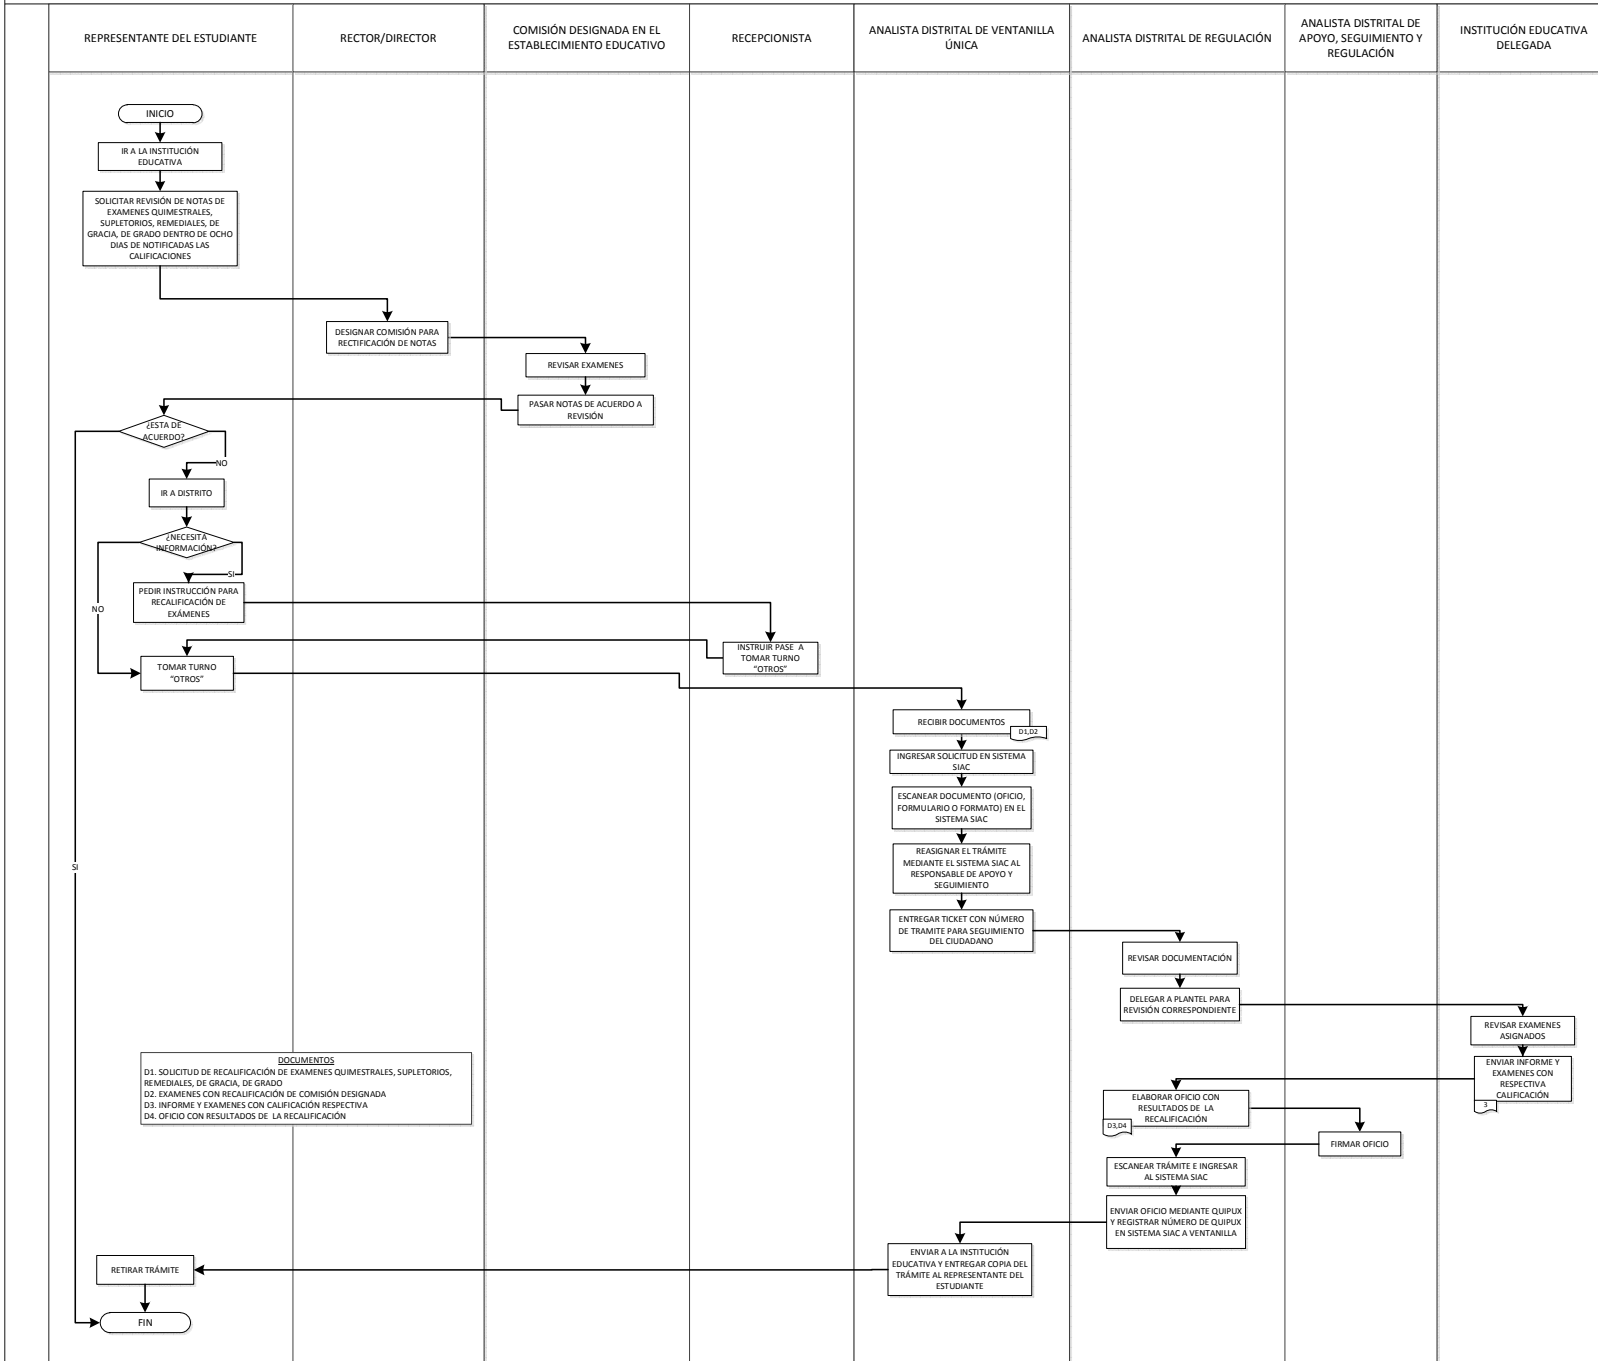 REPRESENTANTE DEL ESTUDIANTE
RECTOR/DIRECTOR
COMISIÓN DESIGNADA EN EL
ESTABLECIMIENTO EDUCATIVO
RECEPCIONISTA
ANALISTA DISTRITAL DE VENTANILLA
ÚNICA
ANALISTA DISTRITAL DE REGULACIÓN
ANALISTA DISTRITAL DE
APOYO, SEGUIMIENTO Y
REGULACIÓN
INSTITUCIÓN EDUCATIVA
DELEGADA
INICIO
IR A LA INSTITUCIÓN
EDUCATIVA
SOLICITAR REVISIÓN DE NOTAS DE
EXAMENES QUIMESTRALES,
SUPLETORIOS, REMEDIALES, DE
GRACIA, DE GRADO DENTRO DE OCHO
DIAS DE NOTIFICADAS LAS
CALIFICACIONES
DESIGNAR COMISIÓN PARA
RECTIFICACIÓN DE NOTAS
REVISAR EXAMENES
PASAR NOTAS DE ACUERDO A
REVISIÓN
¿ESTA DE
ACUERDO?
NO
IR A DISTRITO
¿NECESITA
INFORMACIÓN?
SI
PEDIR INSTRUCCIÓN PARA
RECALIFICACIÓN DE
EXÁMENES
NO
INSTRUIR PASE A
TOMAR TURNO
“OTROS”
TOMAR TURNO
“OTROS”
RECIBIR DOCUMENTOS
D1,D2
INGRESAR SOLICITUD EN SISTEMA
SIAC
ESCANEAR DOCUMENTO (OFICIO,
FORMULARIO O FORMATO) EN EL
SISTEMA SIAC
REASIGNAR EL TRÁMITE
MEDIANTE EL SISTEMA SIAC AL
RESPONSABLE DE APOYO Y
SEGUIMIENTO
SI
ENTREGAR TICKET CON NÚMERO
DE TRAMITE PARA SEGUIMIENTO
DEL CIUDADANO
REVISAR DOCUMENTACIÓN
DELEGAR A PLANTEL PARA
REVISIÓN CORRESPONDIENTE
REVISAR EXAMENES
ASIGNADOS
ENVIAR INFORME Y
EXAMENES CON
RESPECTIVA
CALIFICACIÓN
3
DOCUMENTOS
D1. SOLICITUD DE RECALIFICACIÓN DE EXAMENES QUIMESTRALES, SUPLETORIOS,
REMEDIALES, DE GRACIA, DE GRADO
D2. EXAMENES CON RECALIFICACIÓN DE COMISIÓN DESIGNADA
D3. INFORME Y EXAMENES CON CALIFICACIÓN RESPECTIVA
D4. OFICIO CON RESULTADOS DE LA RECALIFICACIÓN
ELABORAR OFICIO CON
RESULTADOS DE LA
RECALIFICACIÓN
D3,D4
FIRMAR OFICIO
ESCANEAR TRÁMITE E INGRESAR
AL SISTEMA SIAC
ENVIAR OFICIO MEDIANTE QUIPUX
Y REGISTRAR NÚMERO DE QUIPUX
EN SISTEMA SIAC A VENTANILLA
ENVIAR A LA INSTITUCIÓN
EDUCATIVA Y ENTREGAR COPIA DEL
TRÁMITE AL REPRESENTANTE DEL
ESTUDIANTE
RETIRAR TRÁMITE
FIN